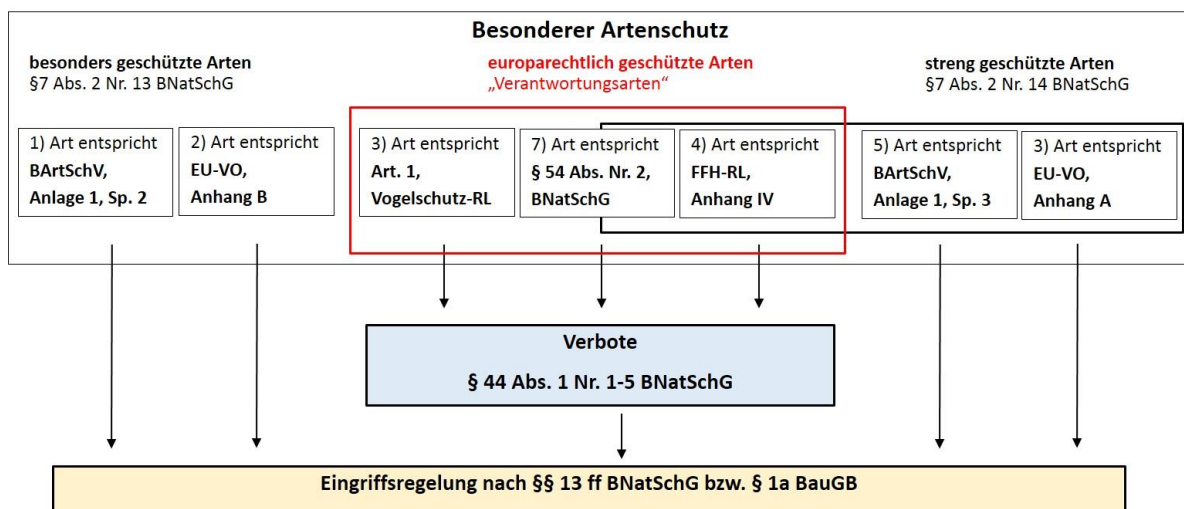 Besonderer Artenschutz
besonders geschützte Arten
§7 Abs. 2 Nr. 13 BNatSchG
europarechtlich geschützte Arten
„Verantwortungsarten“
streng geschützte Arten
§7 Abs. 2 Nr. 14 BNatSchG
1) Art entspricht
BArtSchV,
Anlage 1, Sp. 2
2) Art entspricht
EU-VO,
Anhang B
3) Art entspricht
Art. 1,
Vogelschutz-RL
7) Art entspricht
§ 54 Abs. Nr. 2,
BNatSchG
4) Art entspricht
FFH-RL,
Anhang IV
5) Art entspricht
BArtSchV,
Anlage 1, Sp. 3
3) Art entspricht
EU-VO,
Anhang A
Verbote
§ 44 Abs. 1 Nr. 1-5 BNatSchG
Eingriffsregelung nach §§ 13 ff BNatSchG bzw. § 1a BauGB